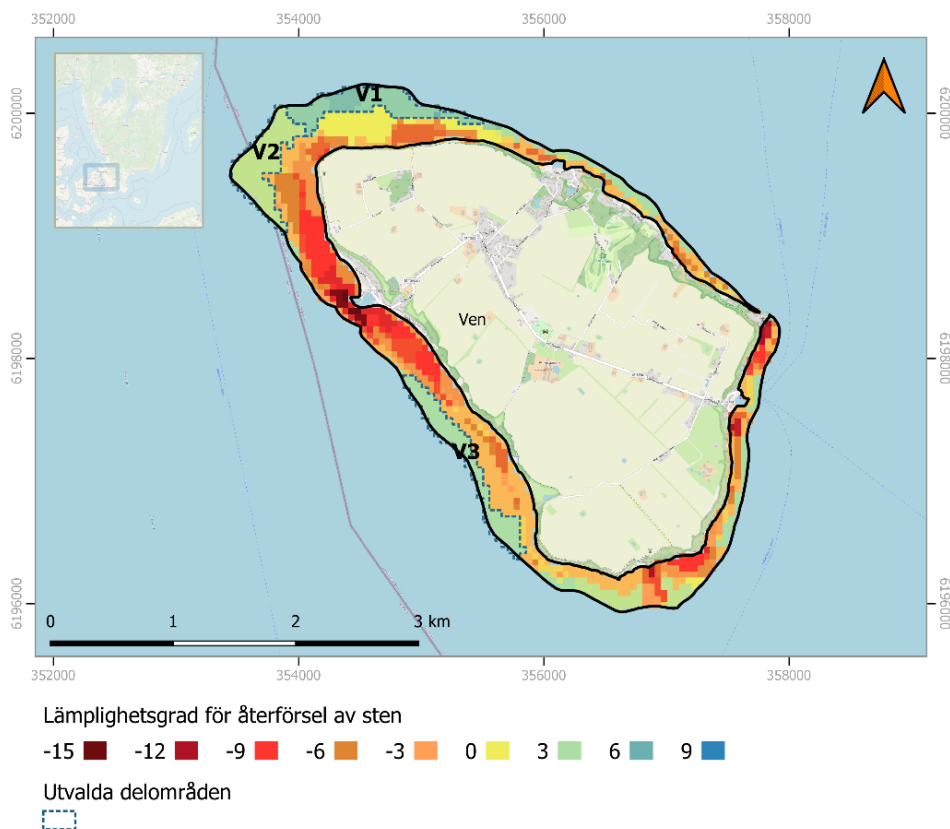 352000 354000 356000 358000
6200000 6200000
V1
V2
Ven
6198000 6198000
V3
6196000 6196000
0 1 2 3 km
352000 354000 356000 358000
Lämplighetsgrad för återförsel av sten
-15 -12 -9 -6 -3 0 3 6 9
Utvalda delområden